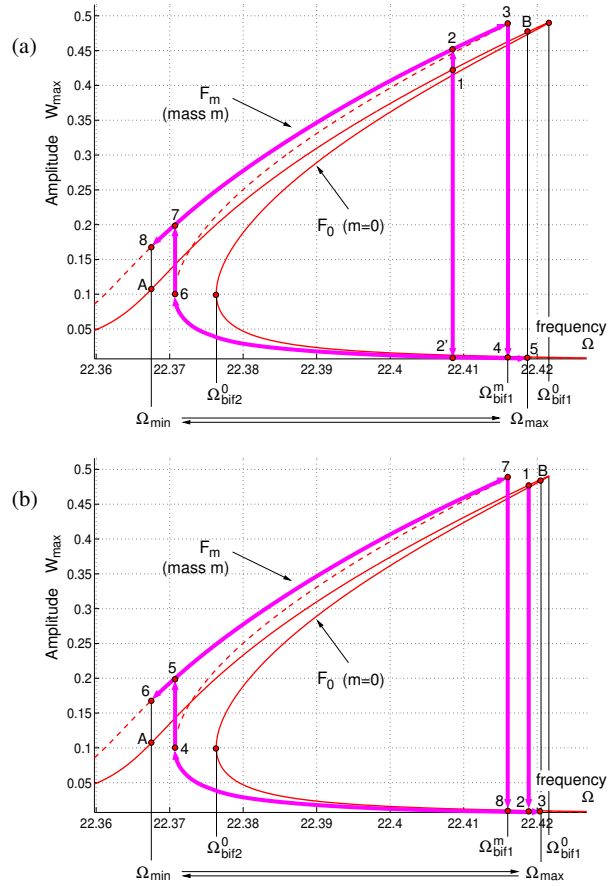 (a)
Amplitude W_max
0.5
0.45
0.4
0.35
0.3
0.25
0.2
0.15
0.1
0.05
3
B
2
1
F_m
(mass m)
7
8
F_0 (m=0)
A
6
frequency
Ω
2'
4
5
22.36
22.37
22.38
22.39
22.4
22.41
22.42
Ω_min
Ω^0_bif2
Ω^m_bif1
Ω_max
Ω^0_bif1
(b)
Amplitude W_max
0.5
0.45
0.4
0.35
0.3
0.25
0.2
0.15
0.1
0.05
7
1
B
F_m
(mass m)
5
6
F_0 (m=0)
A
4
frequency
Ω
8
2
3
22.36
22.37
22.38
22.39
22.4
22.41
22.42
Ω_min
Ω^0_bif2
Ω^m_bif1
Ω_max
Ω^0_bif1